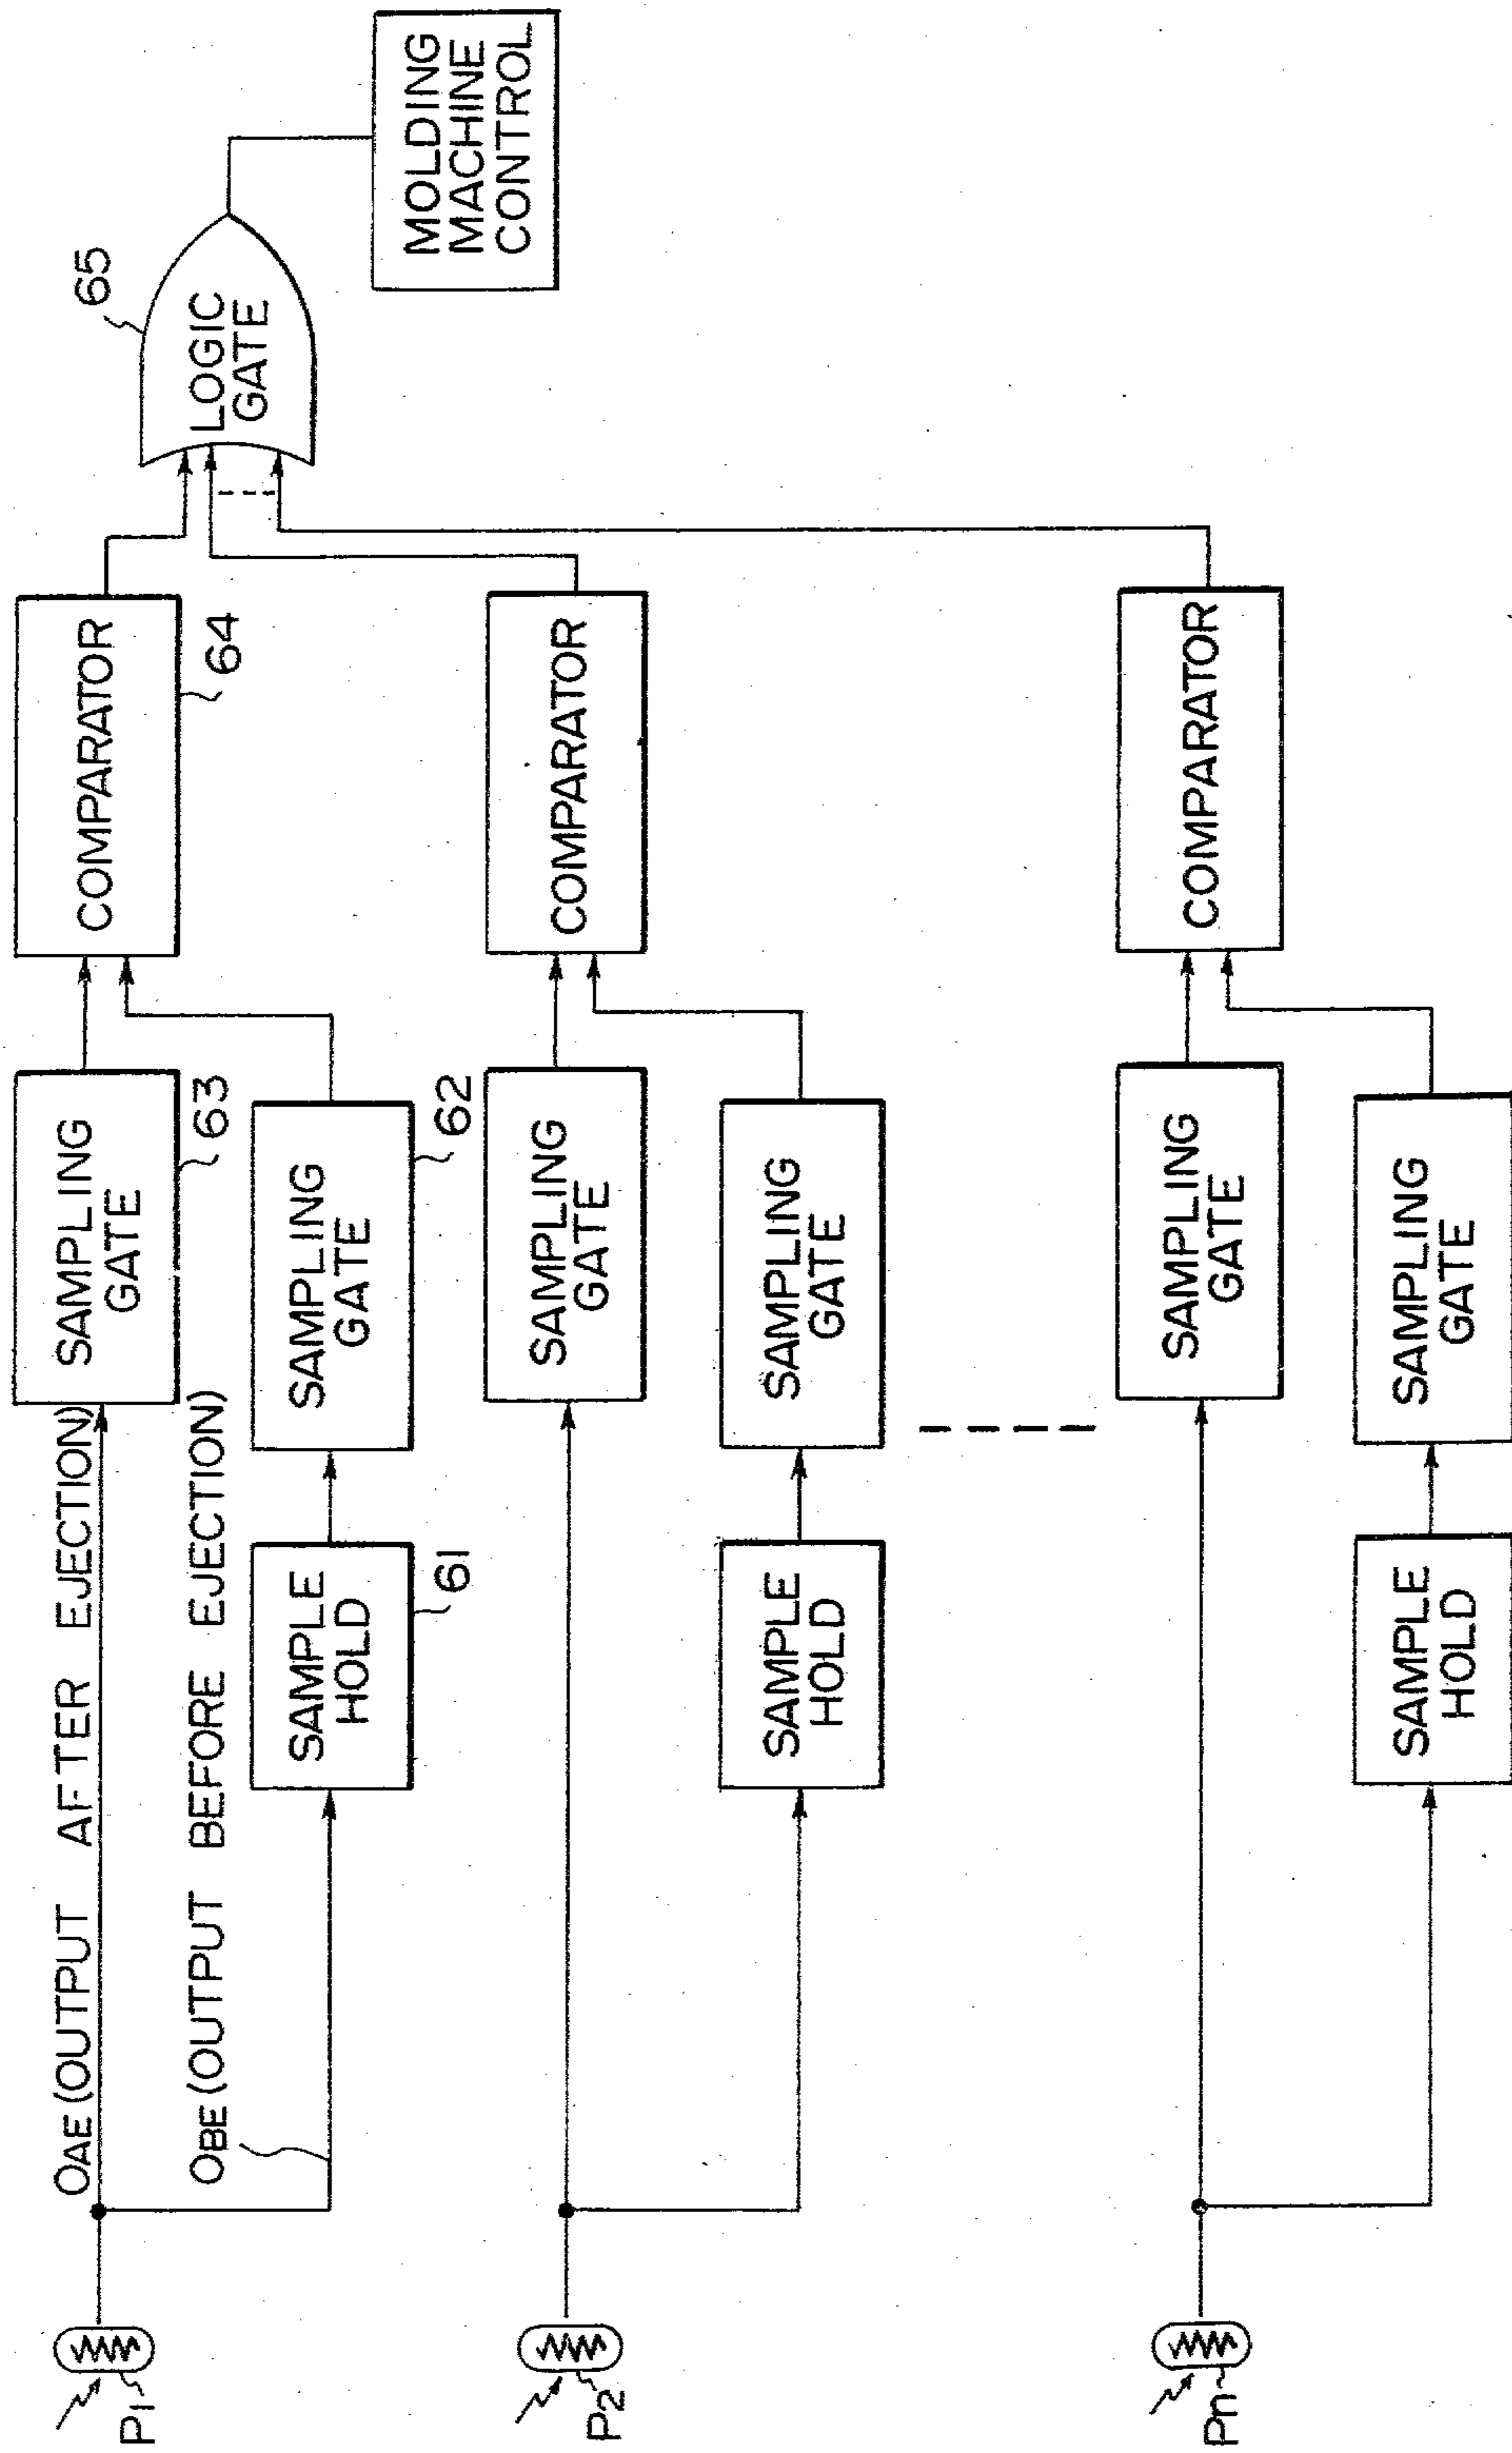 OAE (OUTPUT AFTER EJECTION)
OBE (OUTPUT BEFORE EJECTION)
P1
SAMPLING
GATE
63
COMPARATOR
64
SAMPLE
HOLD
61
SAMPLING
GATE
62
LOGIC
GATE
65
MOLDING
MACHINE
CONTROL
P2
SAMPLING
GATE
COMPARATOR
SAMPLE
HOLD
SAMPLING
GATE
Pn
SAMPLING
GATE
COMPARATOR
SAMPLE
HOLD
SAMPLING
GATE